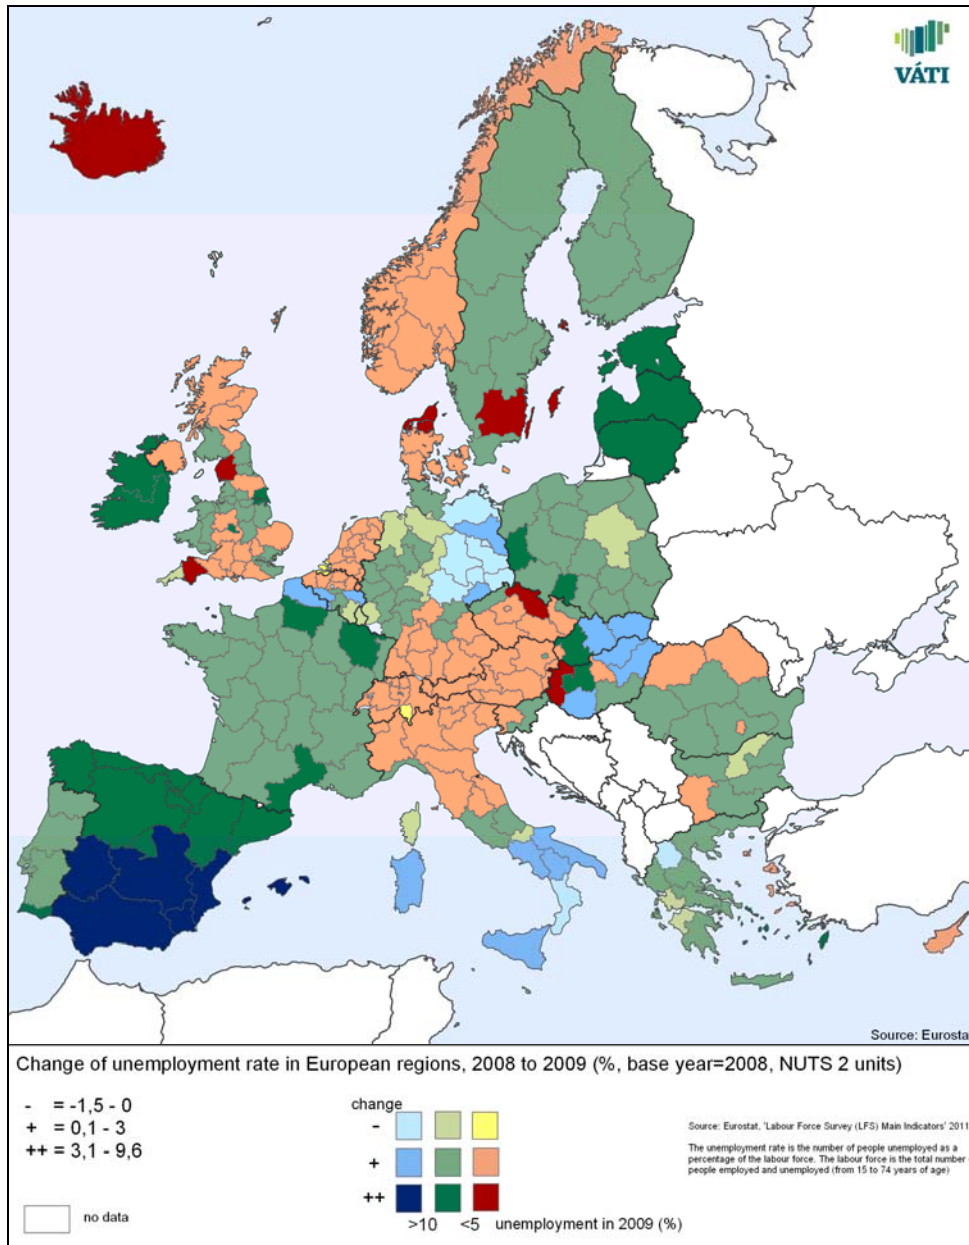 VÁTI
Source: Eurosta
Change of unemployment rate in European regions, 2008 to 2009 (%, base year=2008, NUTS 2 units)
- = -1,5 - 0
+ = 0,1 - 3
++ = 3,1 - 9,6
no data
change
-
+
++
>10 <5 unemployment in 2009 (%)
Source: Eurostat, 'Labour Force Survey (LFS) Main Indicators' 2011
The unemployment rate is the number of people unemployed as a
percentage of the labour force. The labour force is the total number
people employed and unemployed (from 15 to 74 years of age)